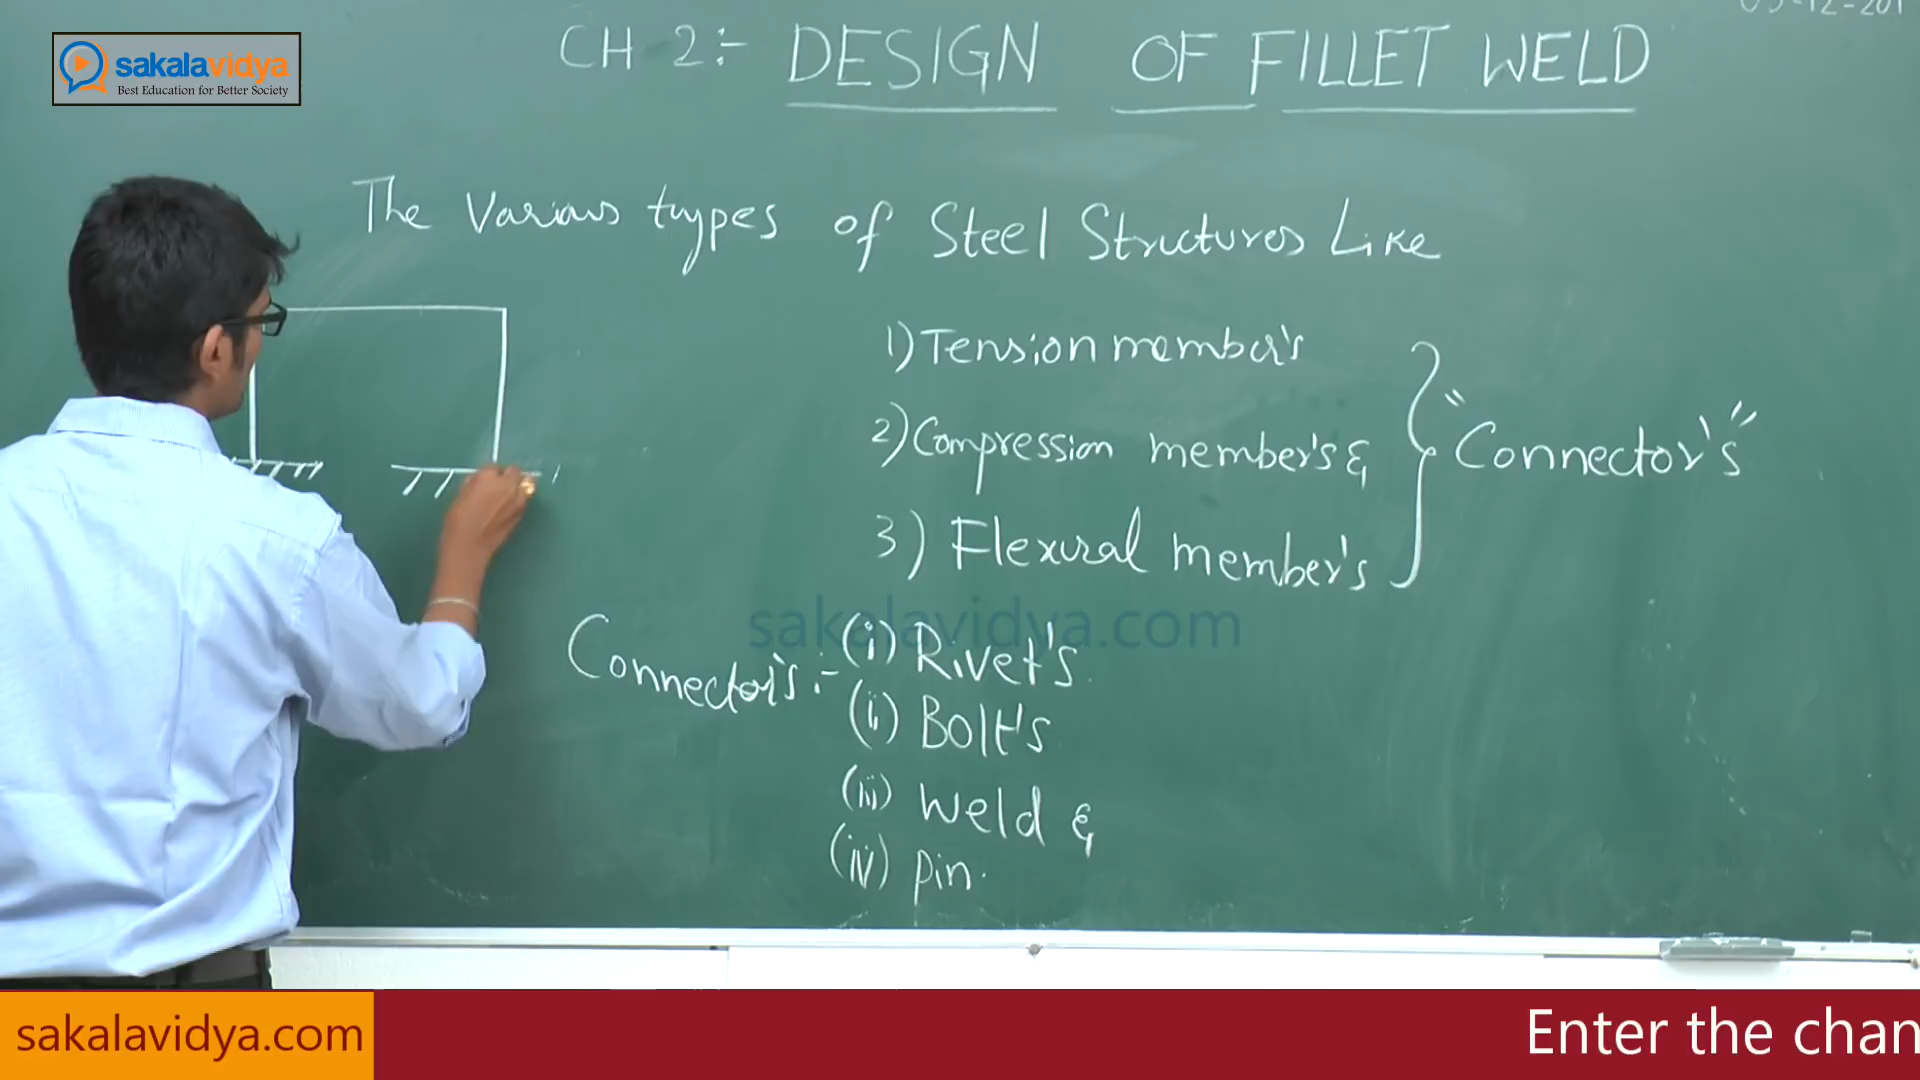 sakalavidya
Best Education for Better Society
CH 2:- DESIGN OF FILLET WELD
The Various types of Steel Structures Like
1) Tension member's
2) Compression member's &
3) Flexural member's
"Connector's"
Connector's :- (i) Rivet's
(ii) Bolt's
(iii) Weld &
(iv) pin.
sakalavidya.com
sakalavidya.com
Enter the chan